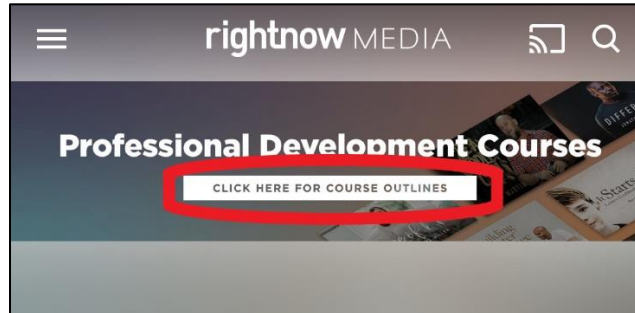 rightnow MEDIA
Professional Development Courses
CLICK HERE FOR COURSE OUTLINES